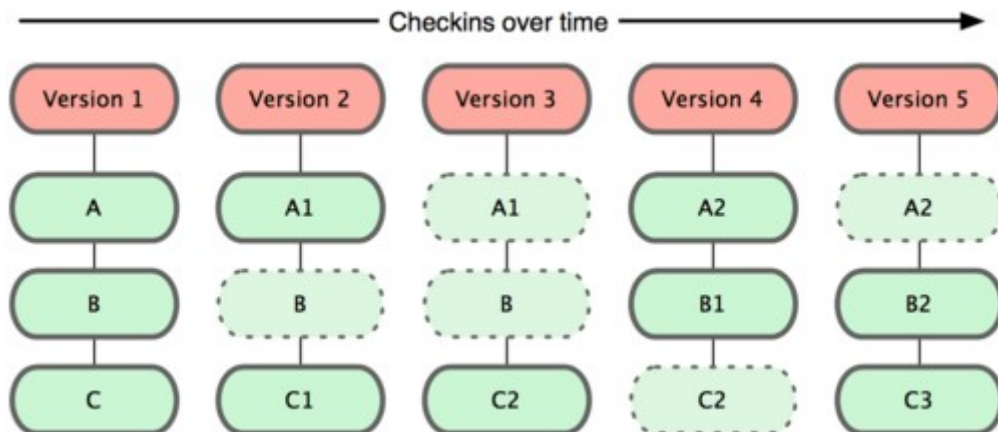 Checkins over time
Version 1 Version 2 Version 3 Version 4 Version 5
A A1 A1 A2 A2
B B B B1 B2
C C1 C2 C2 C3